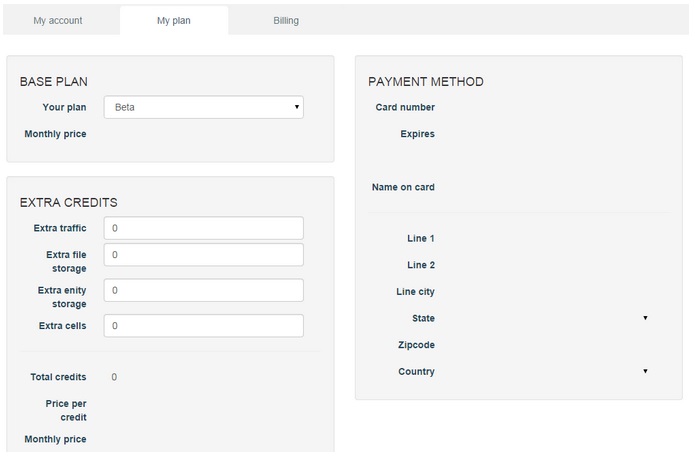 My account
My plan
Billing
BASE PLAN
Your plan
Beta
Monthly price
EXTRA CREDITS
Extra traffic
0
Extra file
storage
0
Extra enity
storage
0
Extra cells
0
Total credits
0
Price per
credit
Monthly price
PAYMENT METHOD
Card number
Expires
Name on card
Line 1
Line 2
Line city
State
Zipcode
Country